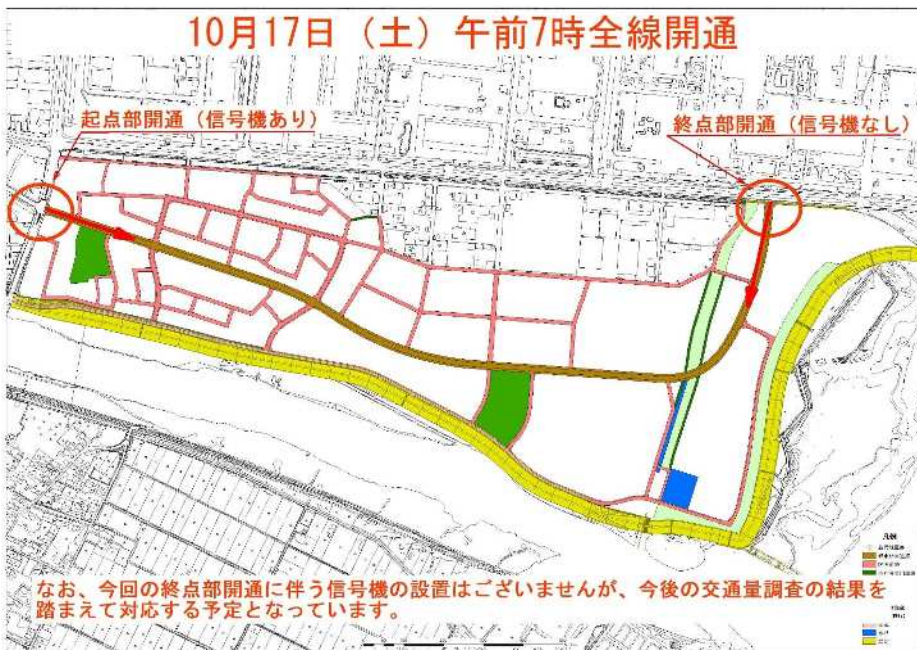 10月17日（土）午前7時全線開通
起点部開通（信号機あり）
終点部開通（信号機なし）
なお、今回の終点部開通に伴う信号機の設置はございませんが、今後の交通量調査の結果を
踏まえて対応する予定となっています。
凡例